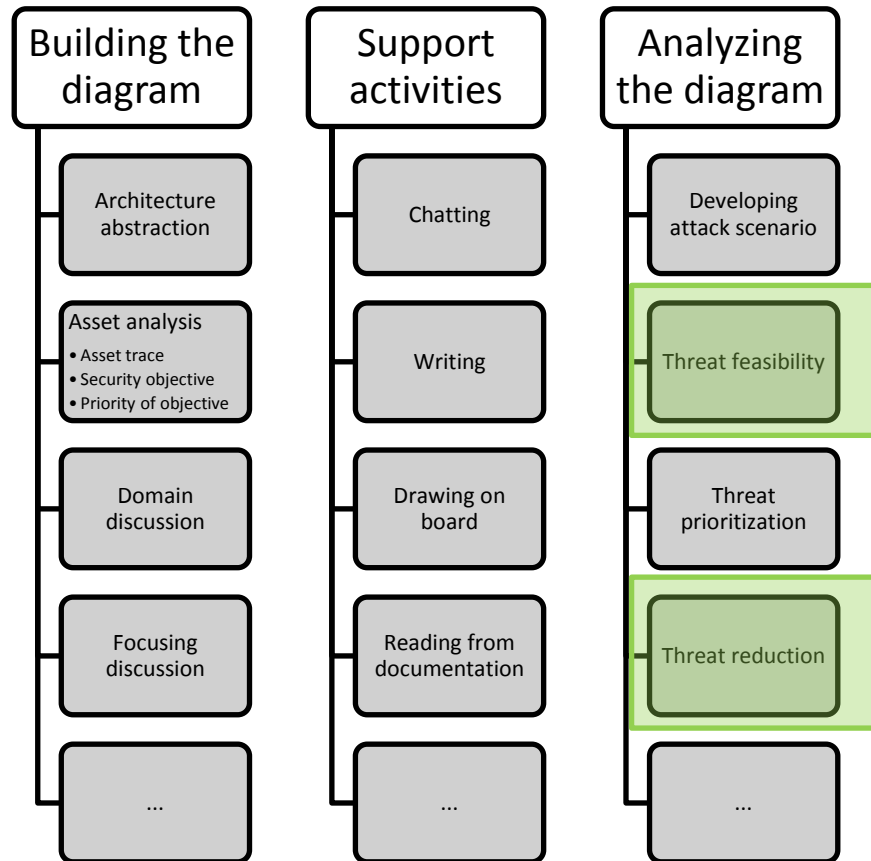 Building the
diagram
Architecture
abstraction
Asset analysis
• Asset trace
• Security objective
• Priority of objective
Domain
discussion
Focusing
discussion
...
Support
activities
Chatting
Writing
Drawing on
board
Reading from
documentation
...
Analyzing
the diagram
Developing
attack scenario
Threat feasibility
Threat
prioritization
Threat reduction
...